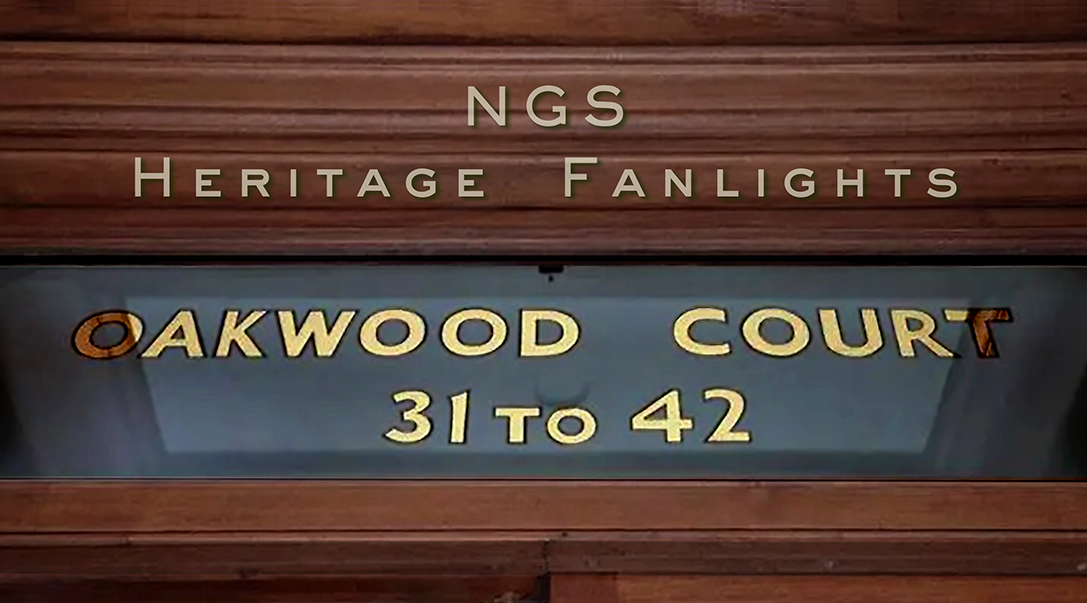 NGS
HERITAGE FANLIGHTS
OAKWOOD COURT
31 TO 42